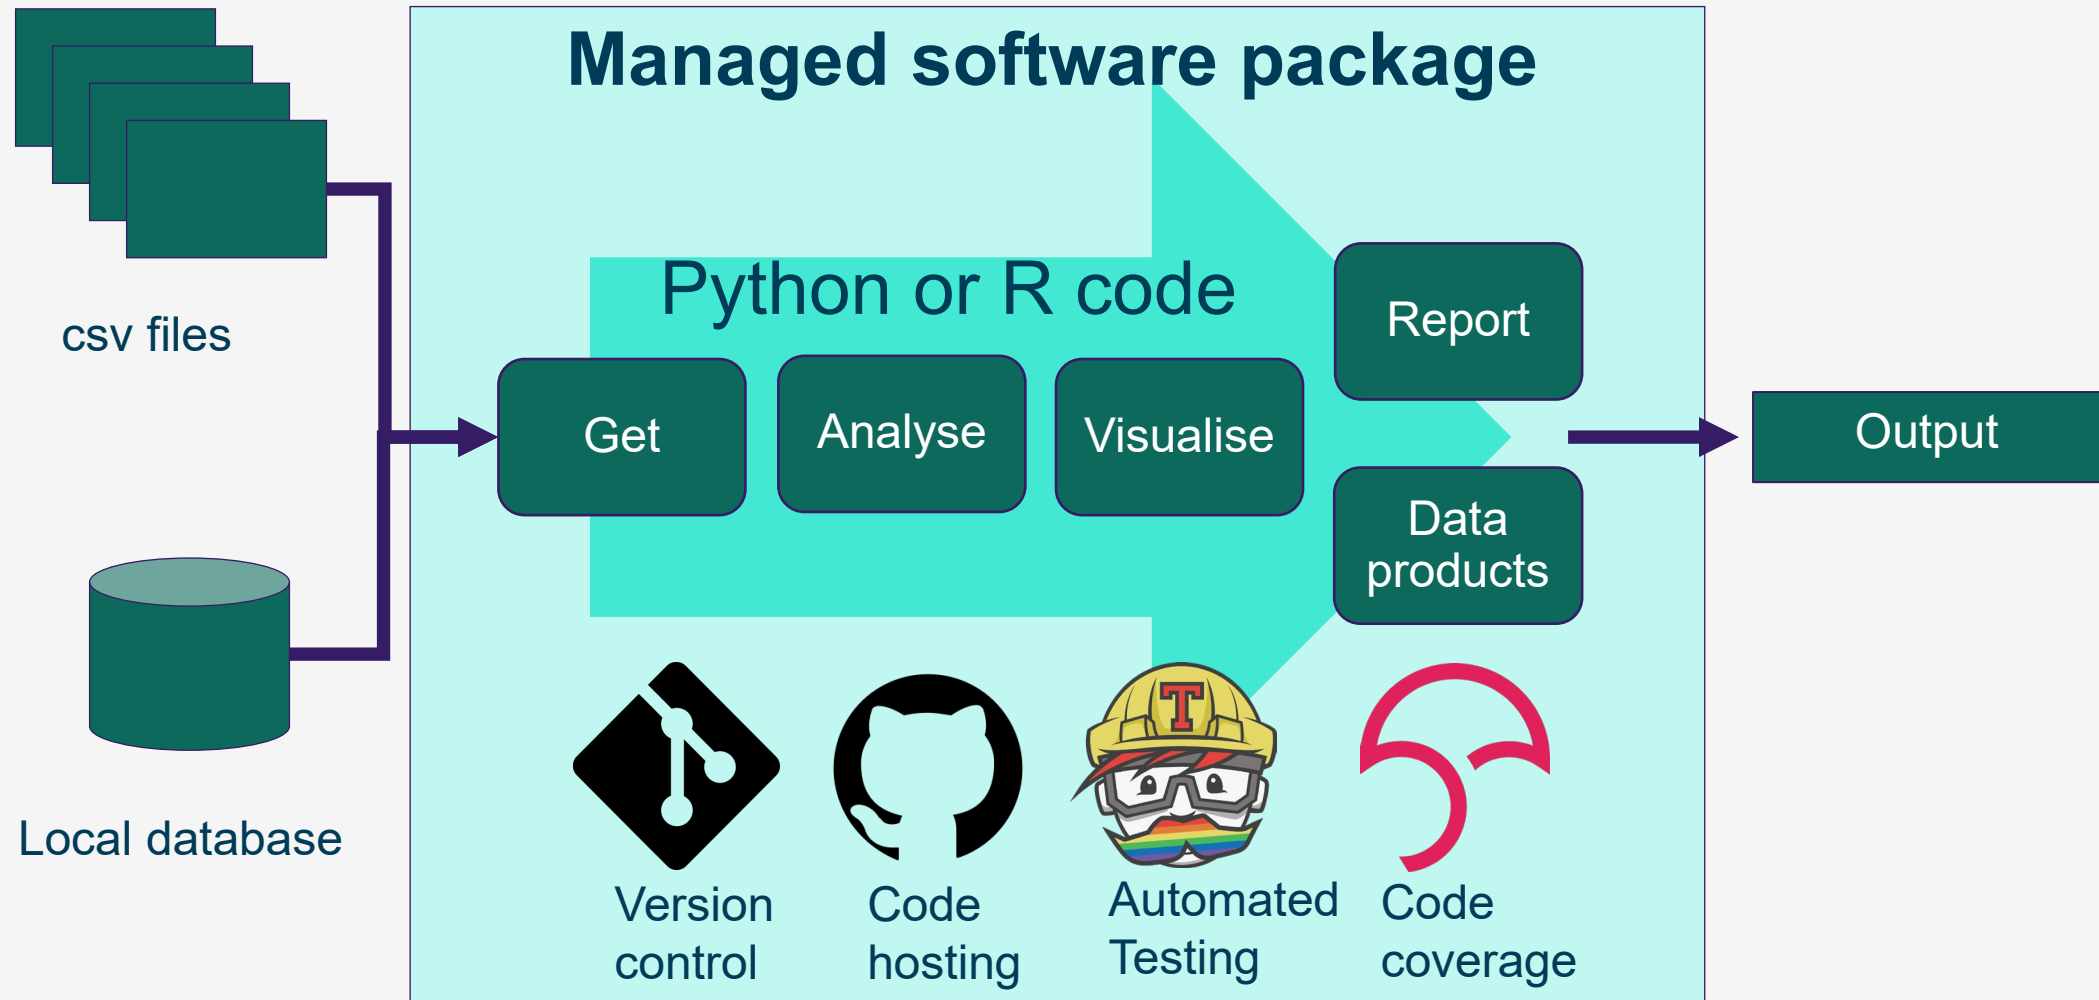 Managed software package
Python or R code
csv files
Local database
Get
Analyse
Visualise
Report
Data
products
Output
T
Version
control
Code
hosting
Automated
Testing
Code
coverage